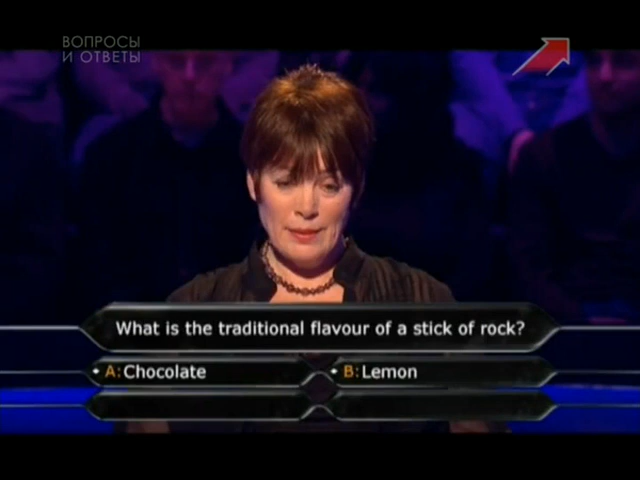 ВОПРОСЫ
И ОТВЕТЫ
What is the traditional flavour of a stick of rock?
A: Chocolate
B: Lemon